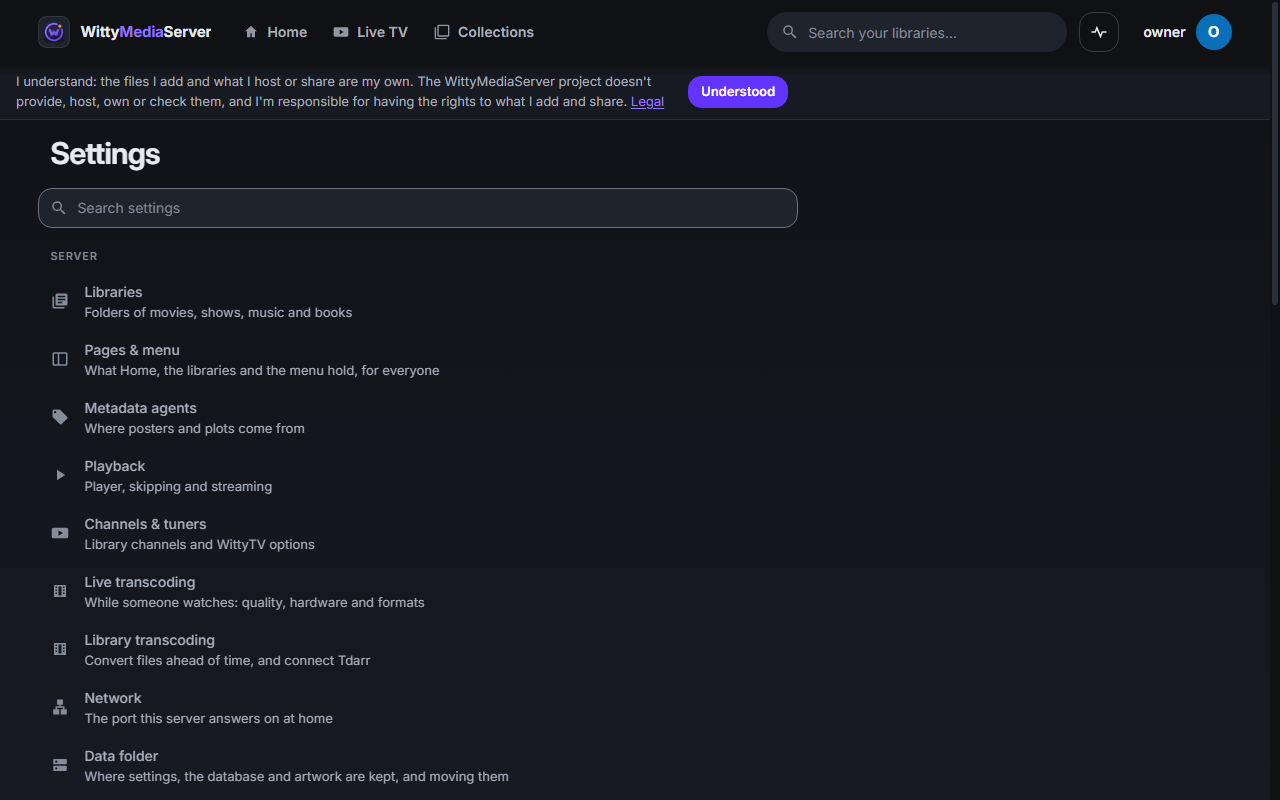 WittyMediaServer
Home
Live TV
Collections
Search your libraries...
owner
O
I understand: the files I add and what I host or share are my own. The WittyMediaServer project doesn't
provide, host, own or check them, and I'm responsible for having the rights to what I add and share. Legal
Understood
Settings
Search settings
SERVER
Libraries
Folders of movies, shows, music and books
Pages & menu
What Home, the libraries and the menu hold, for everyone
Metadata agents
Where posters and plots come from
Playback
Player, skipping and streaming
Channels & tuners
Library channels and WittyTV options
Live transcoding
While someone watches: quality, hardware and formats
Library transcoding
Convert files ahead of time, and connect Tdarr
Network
The port this server answers on at home
Data folder
Where settings, the database and artwork are kept, and moving them